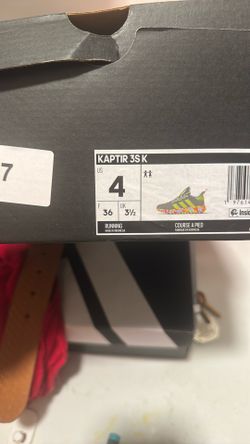 7
KAPTIR 3S K
US
4
F
36
UK
3½
RUNNING
COURSE A PIED